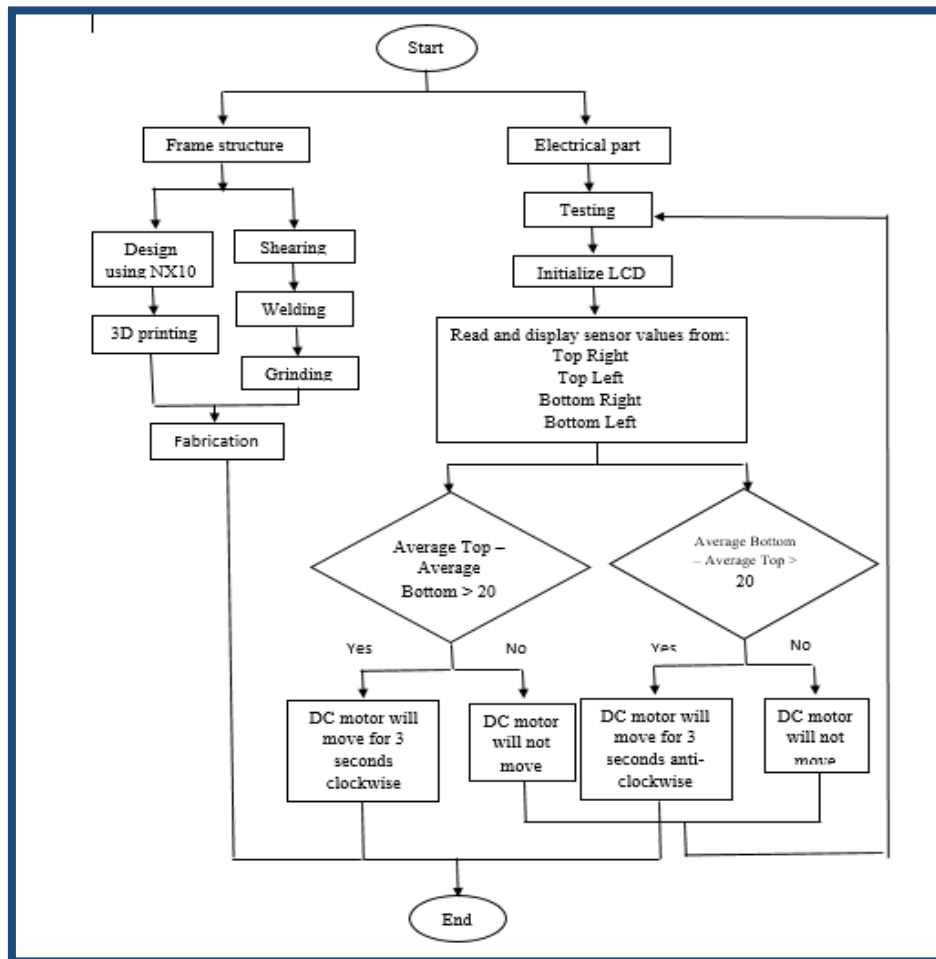 Start
Frame structure
Electrical part
Testing
Design
using NX10
Shearing
Initialize LCD
3D printing
Welding
Read and display sensor values from:
Top Right
Top Left
Bottom Right
Bottom Left
Grinding
Fabrication
Average Top –
Average
Bottom > 20
Average Bottom
– Average Top >
20
Yes
No
Yes
No
DC motor will
move for 3
seconds
clockwise
DC motor
will not
move
DC motor will
move for 3
seconds anti-
clockwise
DC motor
will not
move
End